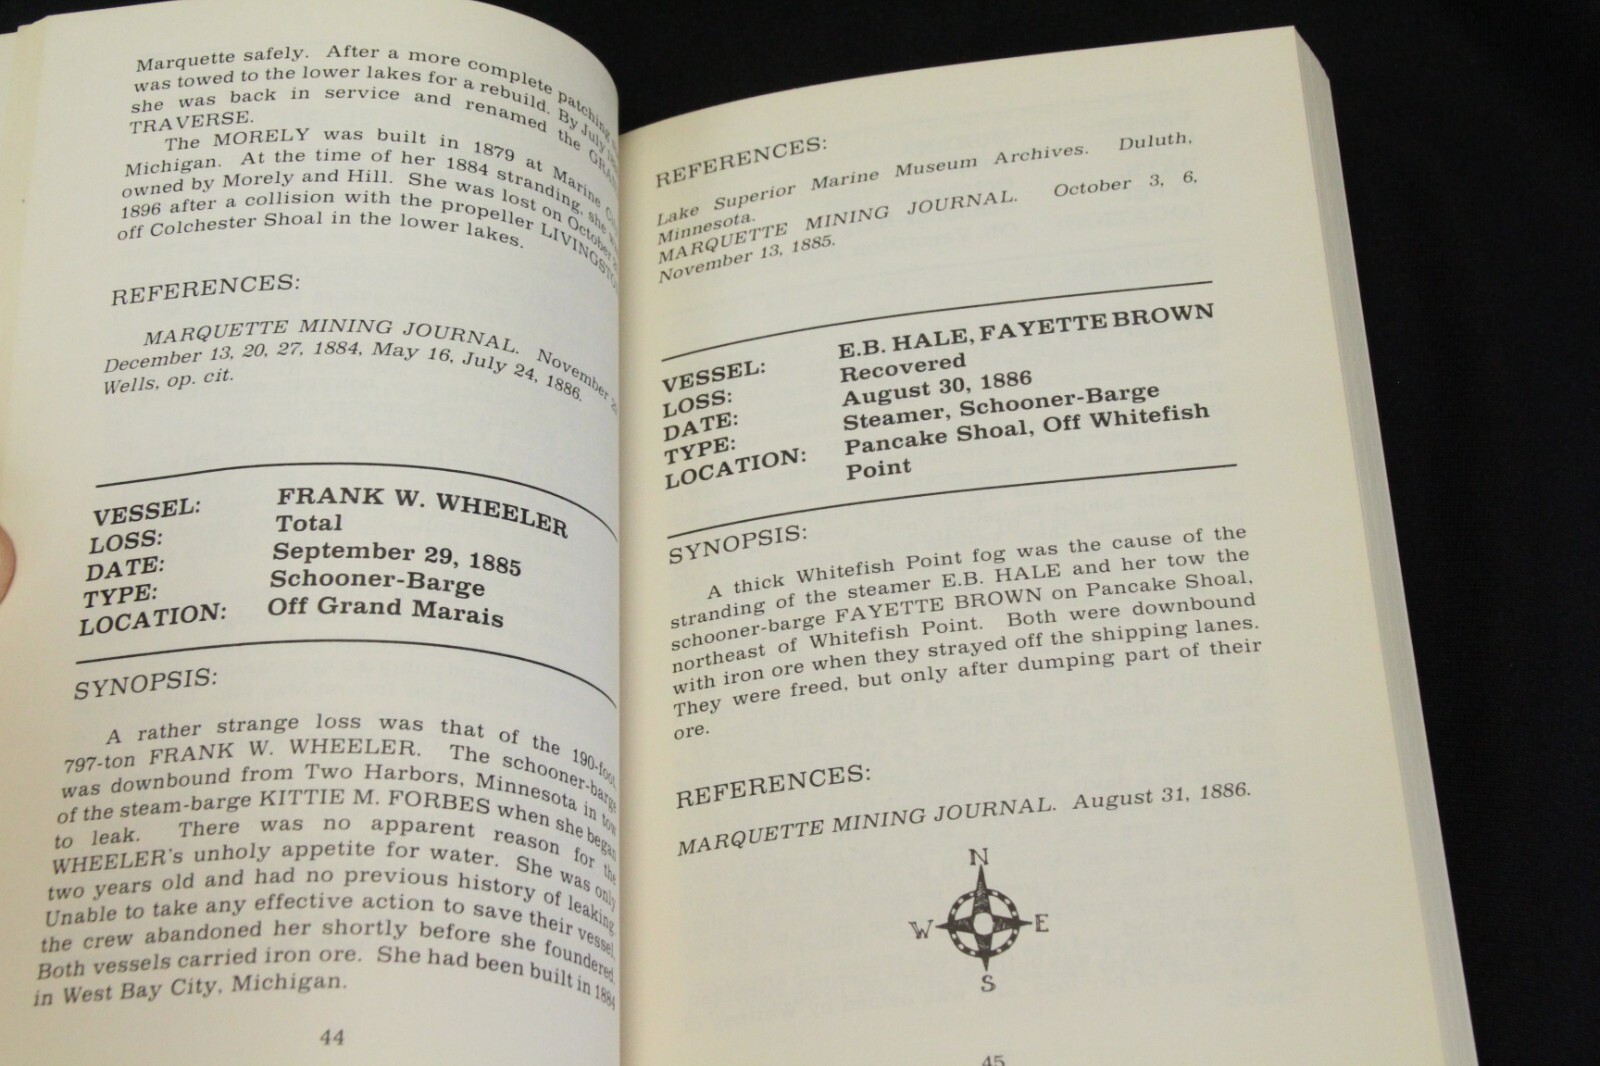 Marquette safely. After a more complete patching
was towed to the lower lakes for a rebuild. By July
she was back in service and renamed the
TRAVERSE.
The MORELY was built in 1879 at Marine
Michigan. At the time of her 1884 stranding, she
owned by Morely and Hill. She was lost on October
1896 after a collision with the propeller
off Colchester Shoal in the lower lakes.
REFERENCES:
MARQUETTE MINING JOURNAL. November
December 13, 20, 27, 1884, May 16, July 24, 1886.
Wells, op. cit.
VESSEL: FRANK W. WHEELER
LOSS: Total
DATE: September 29, 1885
TYPE: Schooner-Barge
LOCATION: Off Grand Marais
SYNOPSIS:
A rather strange loss was that of the 190-foot,
797-ton FRANK W. WHEELER. The schooner-barge
was downbound from Two Harbors, Minnesota in tow
of the steam-barge KITTIE M. FORBES when she began
to leak. There was no apparent reason for the
WHEELER's unholy appetite for water. She was only
two years old and had no previous history of leaking.
Unable to take any effective action to save their vessel,
the crew abandoned her shortly before she foundered.
Both vessels carried iron ore. She had been built in 1884
in West Bay City, Michigan.
44
REFERENCES:
Lake Superior Marine Museum Archives. Duluth,
Minnesota.
MARQUETTE MINING JOURNAL. October 3, 6,
November 13, 1885.
VESSEL: E.B. HALE, FAYETTE BROWN
LOSS: Recovered
DATE: August 30, 1886
TYPE: Steamer, Schooner-Barge
LOCATION: Pancake Shoal, Off Whitefish
Point
SYNOPSIS:
A thick Whitefish Point fog was the cause of the
stranding of the steamer E.B. HALE and her tow the
schooner-barge FAYETTE BROWN on Pancake Shoal,
northeast of Whitefish Point. Both were downbound
with iron ore when they strayed off the shipping lanes.
They were freed, but only after dumping part of their
ore.
REFERENCES:
MARQUETTE MINING JOURNAL. August 31, 1886.
N
W E
S
45